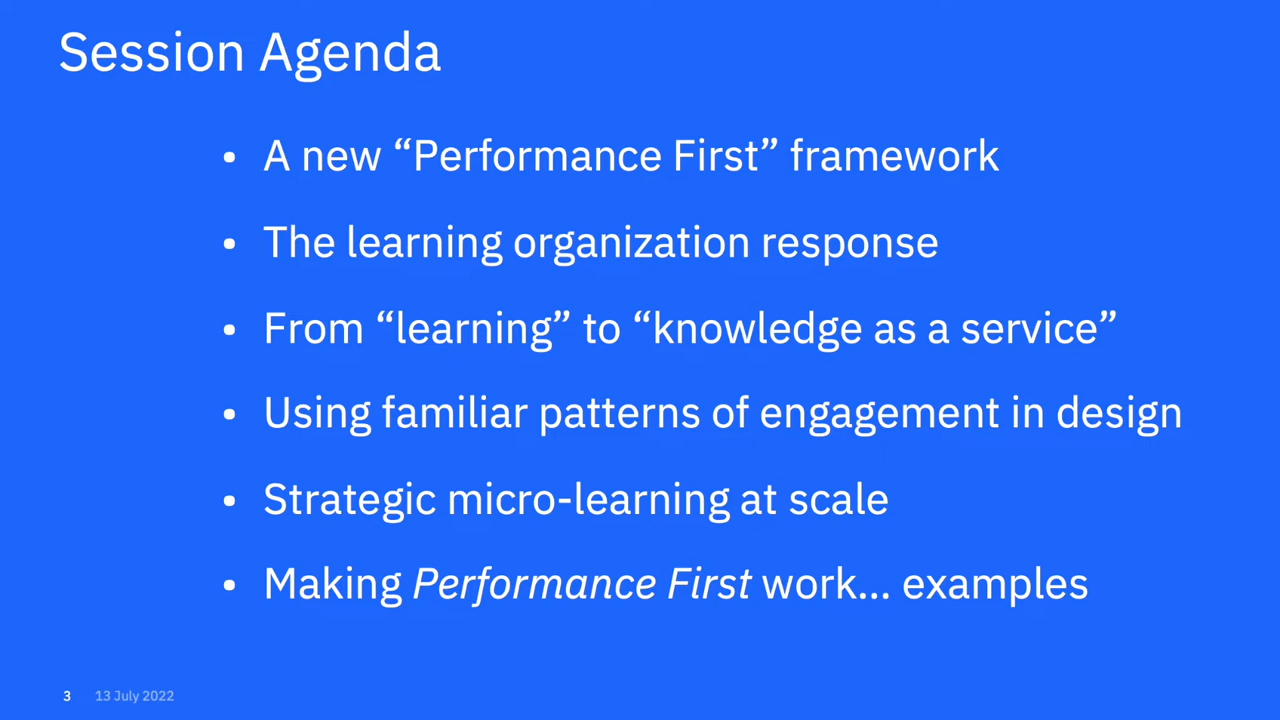 Session Agenda
• A new “Performance First” framework
• The learning organization response
• From “learning” to “knowledge as a service”
• Using familiar patterns of engagement in design
• Strategic micro-learning at scale
• Making Performance First work... examples
3 13 July 2022